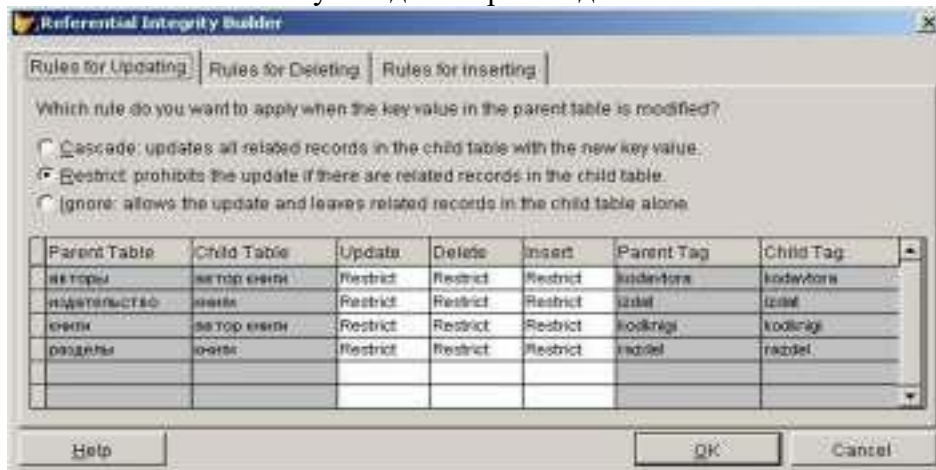 Referential Integrity Builder
Rules for Updating Rules for Deleting Rules for Inserting
Which rule do you want to apply when the key value in the parent table is modified?
Cascade: updates all related records in the child table with the new key value.
Restrict: prohibits the update if there are related records in the child table.
Ignore: allows the update and leaves related records in the child table alone.
Parent Table Child Table Update Delete Insert Parent Tag Child Tag
авторы автор книги Restrict Restrict Restrict kodavtora kodavtora
издательство книги Restrict Restrict Restrict izdat izdat
книги автор книги Restrict Restrict Restrict kodknigi kodknigi
разделы книги Restrict Restrict Restrict razdel razdel
Help OK Cancel